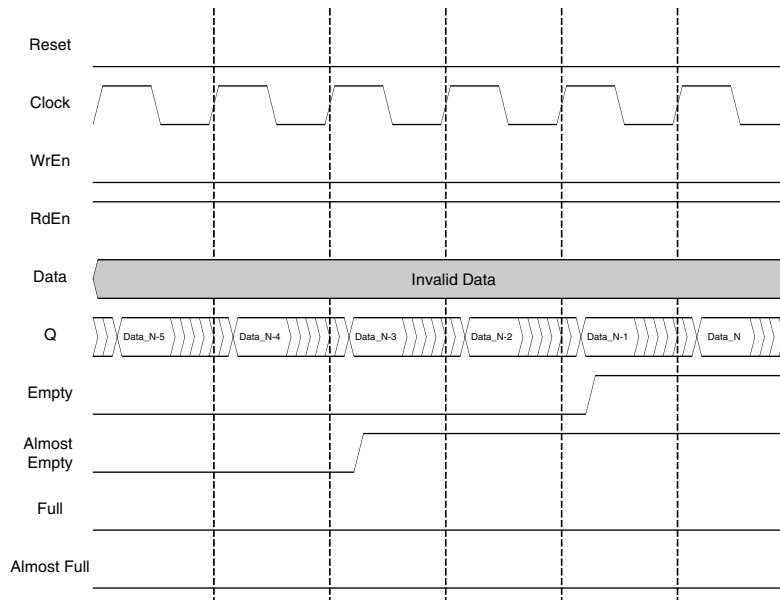 Reset
Clock
WrEn
RdEn
Data
Invalid Data
Q
Data_N-5
Data_N-4
Data_N-3
Data_N-2
Data_N-1
Data_N
Empty
Almost
Empty
Full
Almost Full